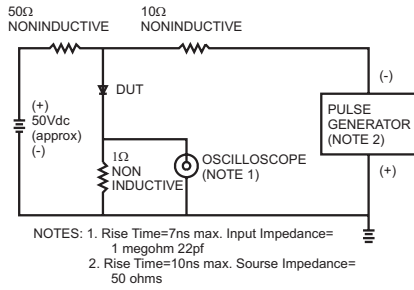 50Ω
NONINDUCTIVE
10Ω
NONINDUCTIVE
(+)
50Vdc
(approx)
(-)
DUT
1Ω
NON
INDUCTIVE
OSCILLOSCOPE
(NOTE 1)
(-)
PULSE
GENERATOR
(NOTE 2)
(+)
NOTES: 1. Rise Time=7ns max. Input Impedance=
1 megohm 22pf
2. Rise Time=10ns max. Sourse Impedance=
50 ohms